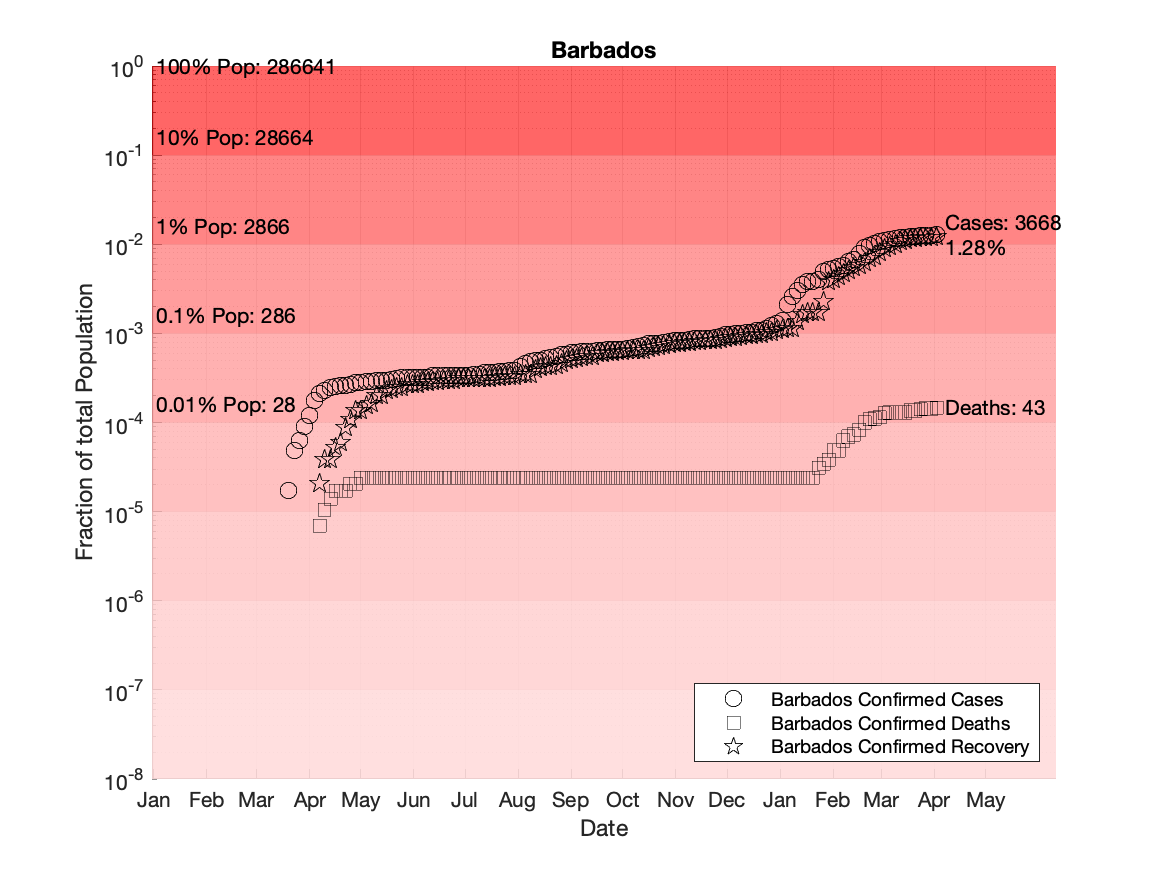 Barbados
10^0
100% Pop: 286641
10% Pop: 28664
10^-1
1% Pop: 2866
Cases: 3668
10^-2
1.28%
0.1% Pop: 286
10^-3
0.01% Pop: 28
Deaths: 43
10^-4
10^-5
10^-6
10^-7
10^-8
Fraction of total Population
Barbados Confirmed Cases
Barbados Confirmed Deaths
Barbados Confirmed Recovery
Jan Feb Mar Apr May Jun Jul Aug Sep Oct Nov Dec Jan Feb Mar Apr May
Date